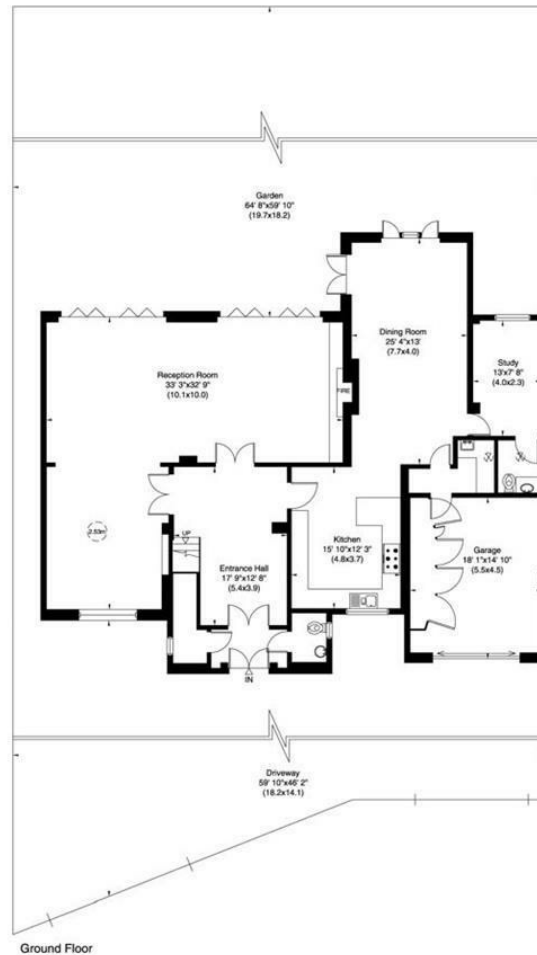 Garden
64' 8"x59' 10"
(19.7x18.2)
Dining Room
25' 4"x13'
(7.7x4.0)
Study
13'x7' 8"
(4.0x2.3)
Reception Room
33' 3"x32' 9"
(10.1x10.0)
FIRE
2.53m
UP
Kitchen
15' 10"x12' 3"
(4.8x3.7)
Garage
18' 1"x14' 10"
(5.5x4.5)
Entrance Hall
17' 9"x12' 8"
(5.4x3.9)
IN
Driveway
59' 10"x46' 2"
(18.2x14.1)
Ground Floor